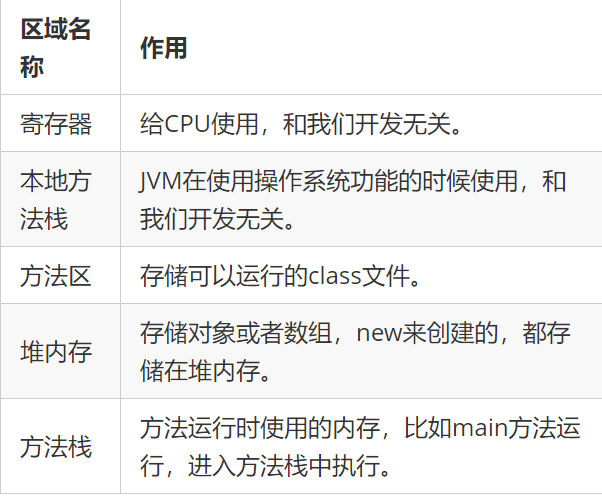 区域名
称
作用
寄存器
给CPU使用，和我们开发无关。
本地方
法栈
JVM在使用操作系统功能的时候使用，和
我们开发无关。
方法区
存储可以运行的class文件。
堆内存
存储对象或者数组，new来创建的，都存
储在堆内存。
方法栈
方法运行时使用的内存，比如main方法运
行，进入方法栈中执行。